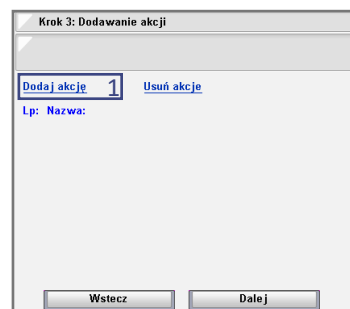 Krok 3: Dodawanie akcji
Dodaj akcję 1 Usuń akcje
Lp: Nazwa:
Wstecz Dalej